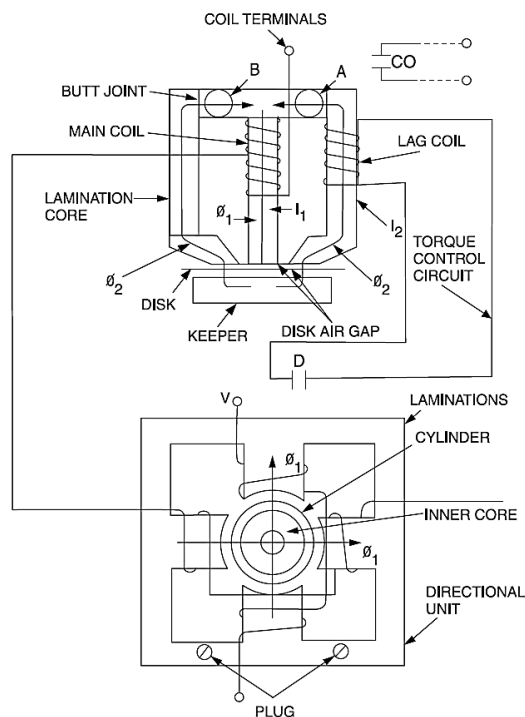 COIL TERMINALS
CO
B
A
BUTT JOINT
MAIN COIL
LAG COIL
LAMINATION
CORE
Ø1
I1
I2
TORQUE
CONTROL
CIRCUIT
Ø2
Ø2
DISK
KEEPER
DISK AIR GAP
D
V
LAMINATIONS
CYLINDER
Ø1
INNER CORE
Ø1
DIRECTIONAL
UNIT
PLUG